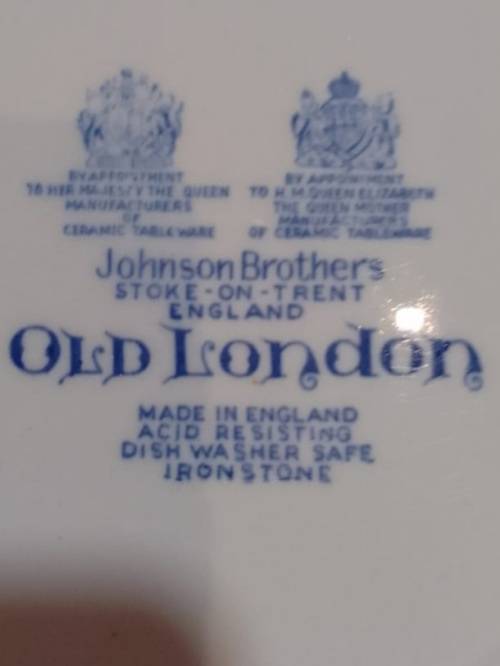 BY APPOINTMENT
TO HER MAJESTY THE QUEEN
MANUFACTURERS
OF
CERAMIC TABLEWARE
BY APPOINTMENT
TO H.M. QUEEN ELIZABETH
THE QUEEN MOTHER
MANUFACTURERS
OF CERAMIC TABLEWARE
Johnson Brothers
STOKE-ON-TRENT
ENGLAND
OLD London
MADE IN ENGLAND
ACID RESISTING
DISH WASHER SAFE
IRONSTONE